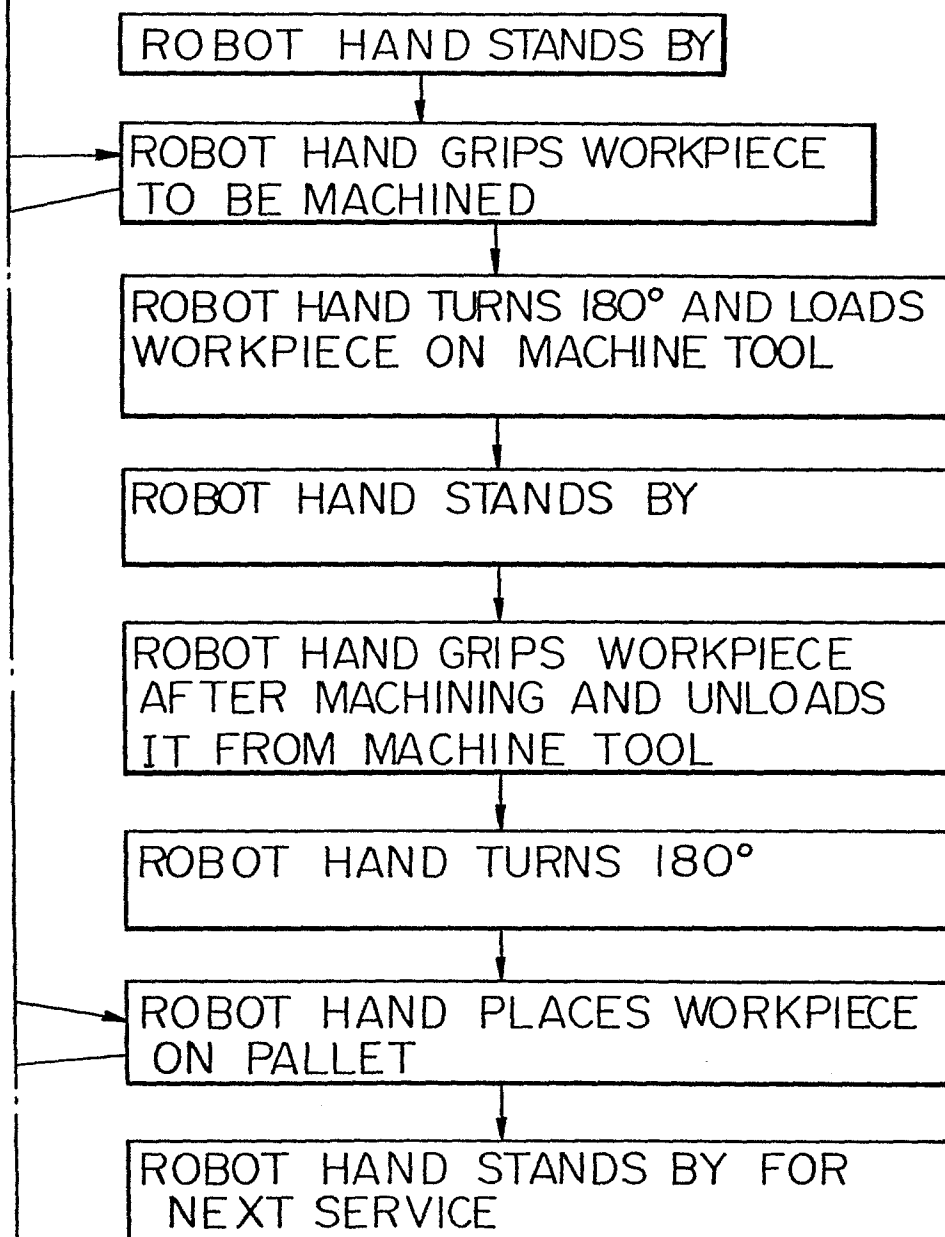 ROBOT HAND STANDS BY
ROBOT HAND GRIPS WORKPIECE
TO BE MACHINED
ROBOT HAND TURNS 180° AND LOADS
WORKPIECE ON MACHINE TOOL
ROBOT HAND STANDS BY
ROBOT HAND GRIPS WORKPIECE
AFTER MACHINING AND UNLOADS
IT FROM MACHINE TOOL
ROBOT HAND TURNS 180°
ROBOT HAND PLACES WORKPIECE
ON PALLET
ROBOT HAND STANDS BY FOR
NEXT SERVICE